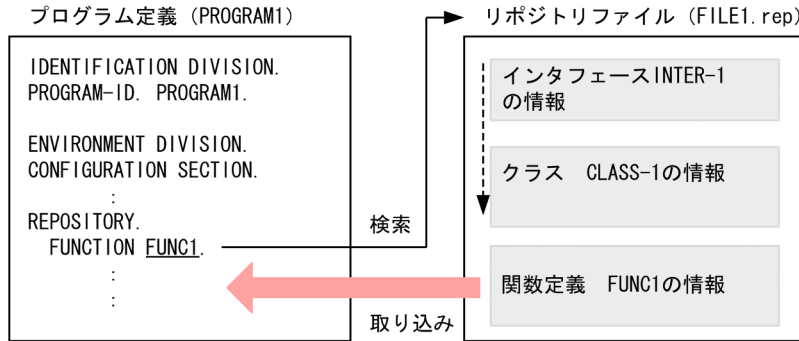 プログラム定義（PROGRAM1）
IDENTIFICATION DIVISION.
PROGRAM-ID. PROGRAM1.
ENVIRONMENT DIVISION.
CONFIGURATION SECTION.
:
REPOSITORY.
FUNCTION FUNC1.
:
:
検索
取り込み
リポジトリファイル（FILE1.rep）
インタフェースINTER-1
の情報
クラス　CLASS-1の情報
関数定義　FUNC1の情報